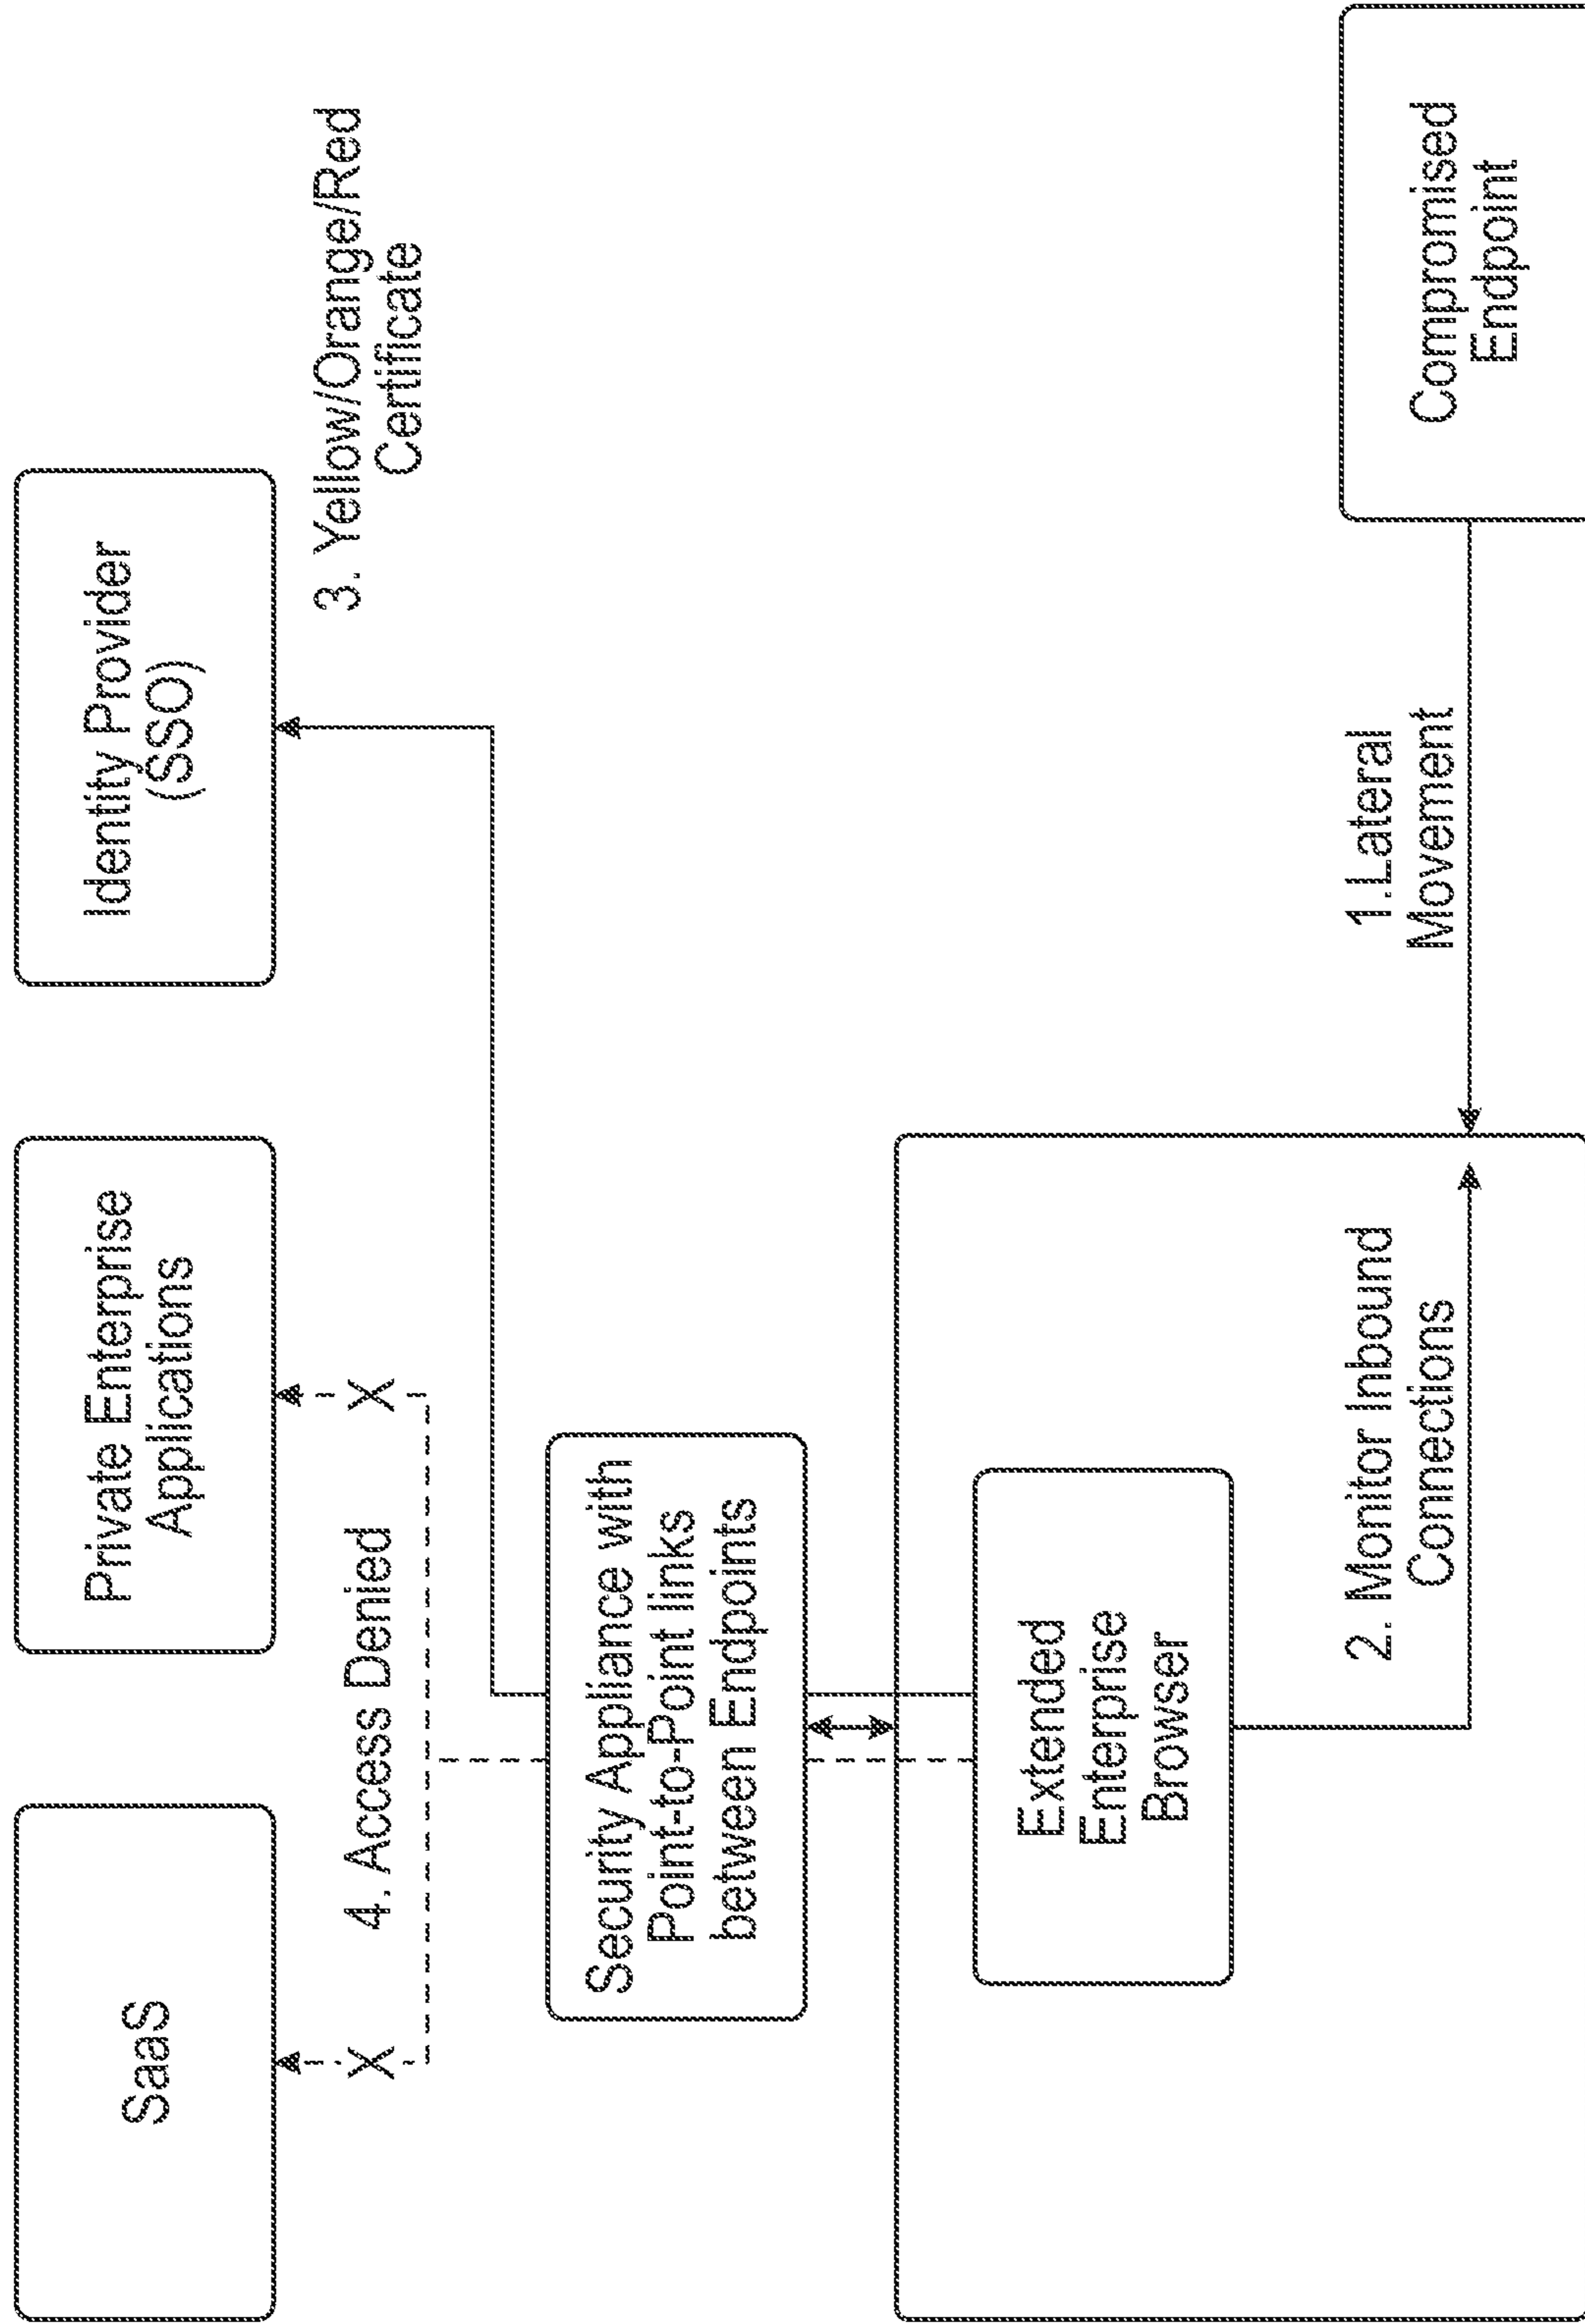 SaaS
Private Enterprise
Applications
Identity Provider
(SSO)
4. Access Denied
X
X
3. Yellow/Orange/Red
Certificate
Security Appliance with
Point-to-Point links
between Endpoints
Extended
Enterprise
Browser
2. Monitor Inbound
Connections
1.Lateral
Movement
Compromised
Endpoint